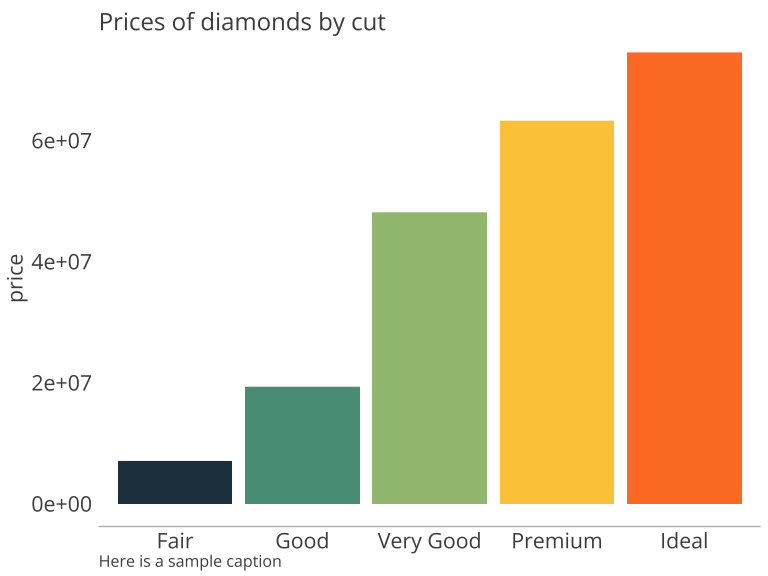 Prices of diamonds by cut
price
6e+07
4e+07
2e+07
0e+00
Fair Good Very Good Premium Ideal
Here is a sample caption